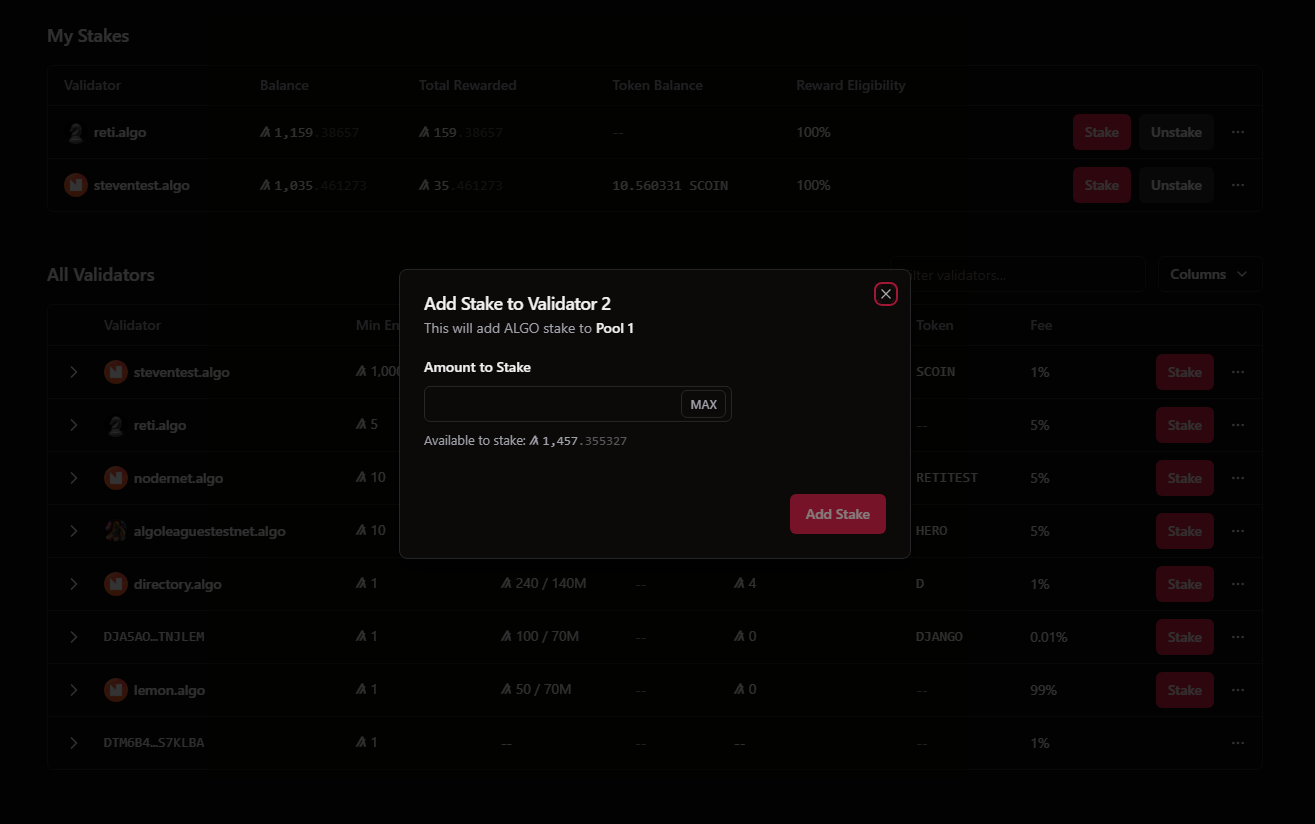 My Stakes
Validator Balance Total Rewarded Token Balance Reward Eligibility
reti.algo 1,159.38657 159.38657 -- 100% Stake Unstake ...
steventest.algo 1,035.461273 35.461273 10.560331 SCOIN 100% Stake Unstake ...
All Validators
lter validators... Columns
Validator Min En Token Fee
steventest.algo 1,000 SCOIN 1% Stake ...
reti.algo 5 -- 5% Stake ...
nodernet.algo 10 RETITEST 5% Stake ...
algoleaguestestnet.algo 10 HERO 5% Stake ...
directory.algo 1 240 / 140M -- 4 D 1% Stake ...
DJA5AO…TNJLEM 1 100 / 70M -- 0 DJANGO 0.01% Stake ...
lemon.algo 1 50 / 70M -- 0 -- 99% Stake ...
DTM6B4…S7KLBA 1 -- -- -- -- 1% ...
Add Stake to Validator 2
This will add ALGO stake to Pool 1
Amount to Stake
MAX
Available to stake: 1,457.355327
Add Stake